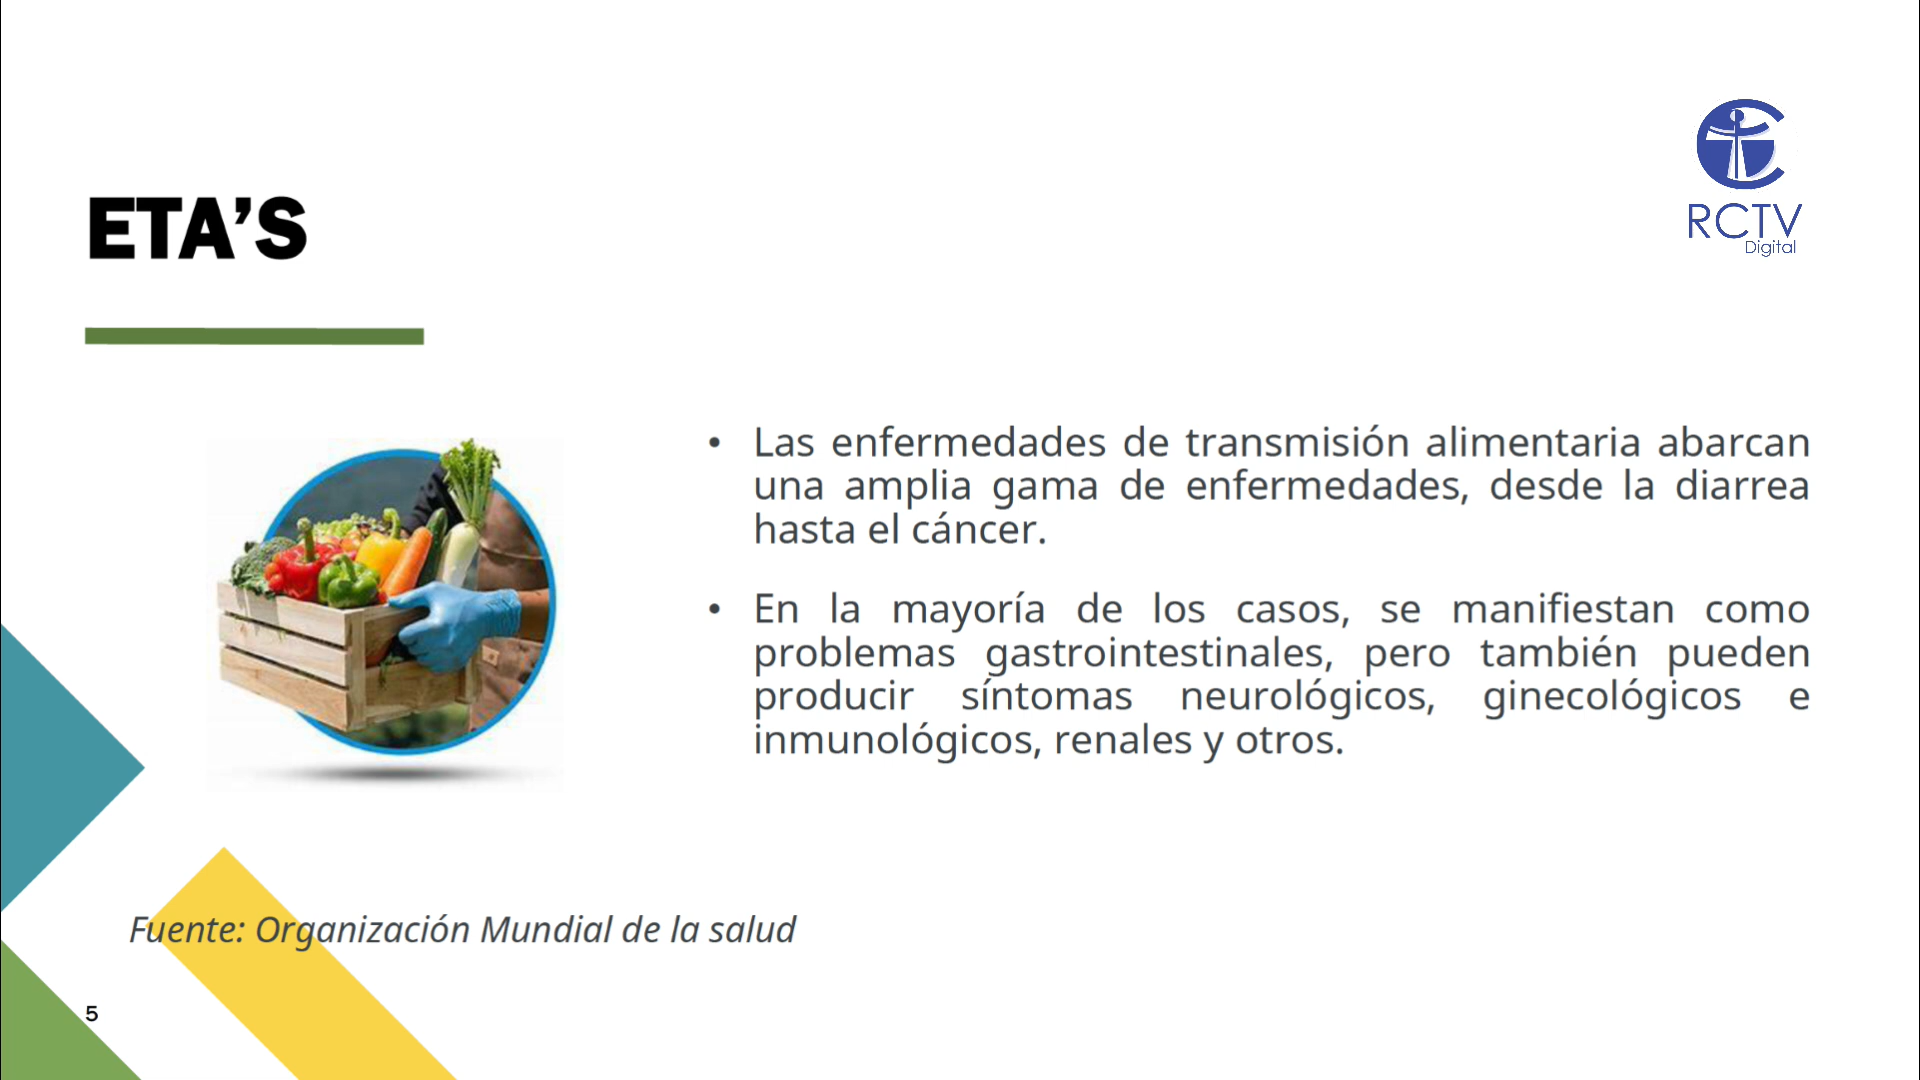 RCTV
Digital
ETA’S
• Las enfermedades de transmisión alimentaria abarcan
una amplia gama de enfermedades, desde la diarrea
hasta el cáncer.
• En la mayoría de los casos, se manifiestan como
problemas gastrointestinales, pero también pueden
producir síntomas neurológicos, ginecológicos e
inmunológicos, renales y otros.
Fuente: Organización Mundial de la salud
5